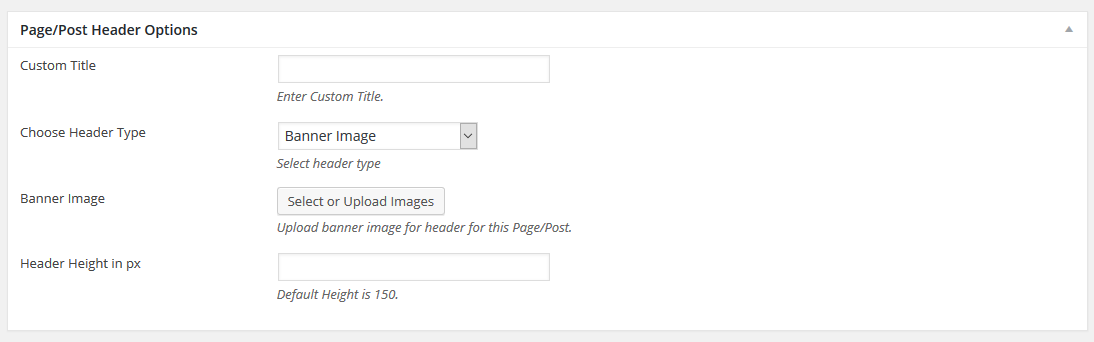 Page/Post Header Options
Custom Title
Enter Custom Title.
Choose Header Type
Banner Image
Select header type
Banner Image
Select or Upload Images
Upload banner image for header for this Page/Post.
Header Height in px
Default Height is 150.